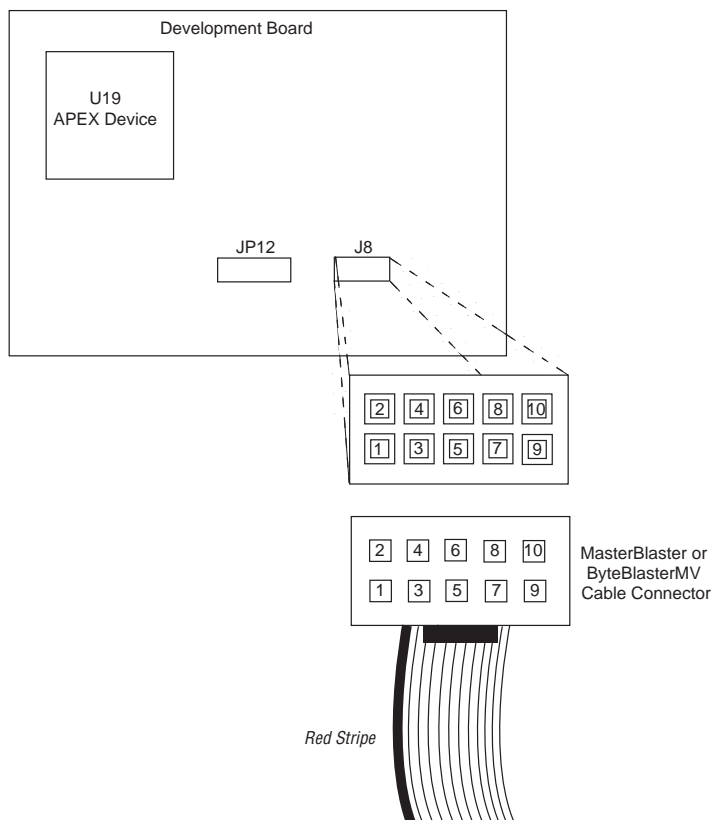 Development Board
U19
APEX Device
JP12
J8
2 4 6 8 10
1 3 5 7 9
2 4 6 8 10
1 3 5 7 9
MasterBlaster or
ByteBlasterMV
Cable Connector
Red Stripe